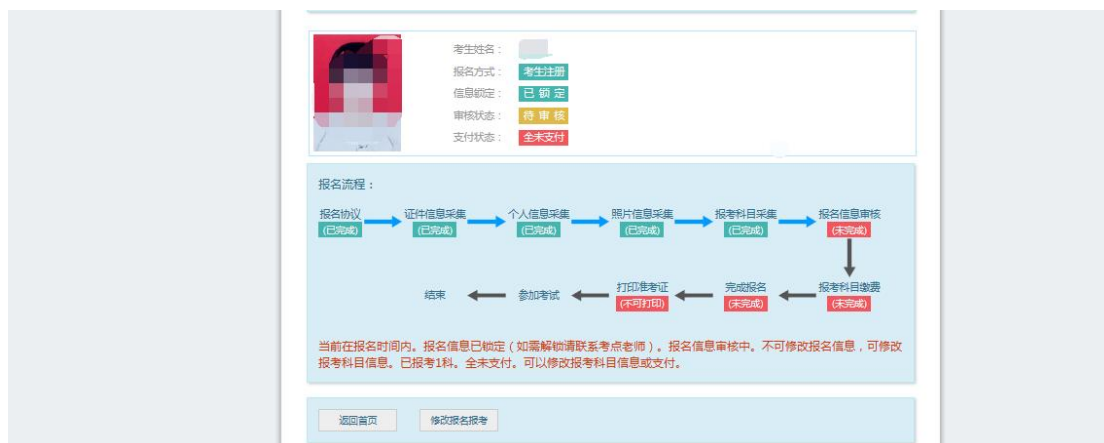 考生姓名：
报名方式： 考生注册
信息锁定： 已 锁 定
审核状态： 待 审 核
支付状态： 全未支付
报名流程：
报名协议 证件信息采集 个人信息采集 照片信息采集 报考科目采集 报名信息审核
(已完成) (已完成) (已完成) (已完成) (已完成) (未完成)
结束 参加考试 打印准考证 完成报名 报考科目缴费
(不可打印) (未完成) (未完成)
当前在报名时间内。报名信息已锁定（如需解锁请联系考点老师）。报名信息审核中。不可修改报名信息，可修改
报考科目信息。已报考1科。全未支付。可以修改报考科目信息或支付。
返回首页 修改报名报考